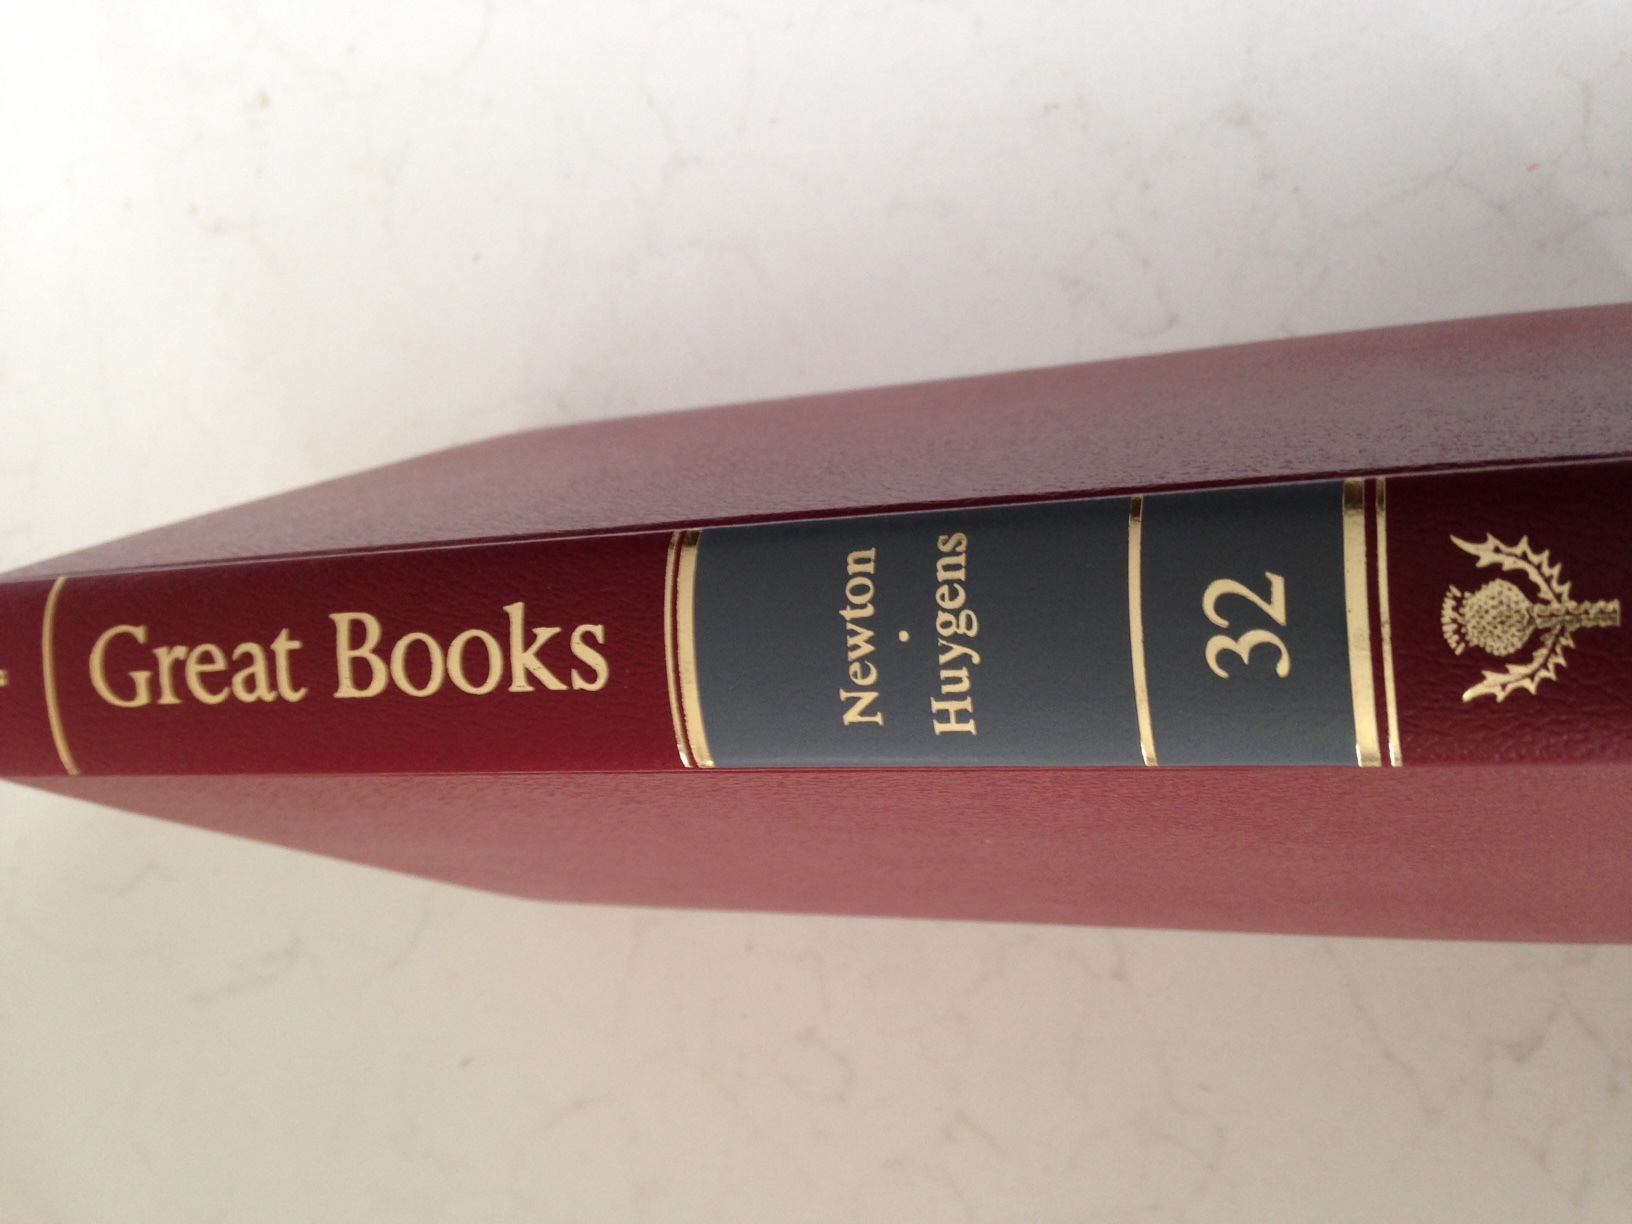 Great Books
Newton
·
Huygens
32